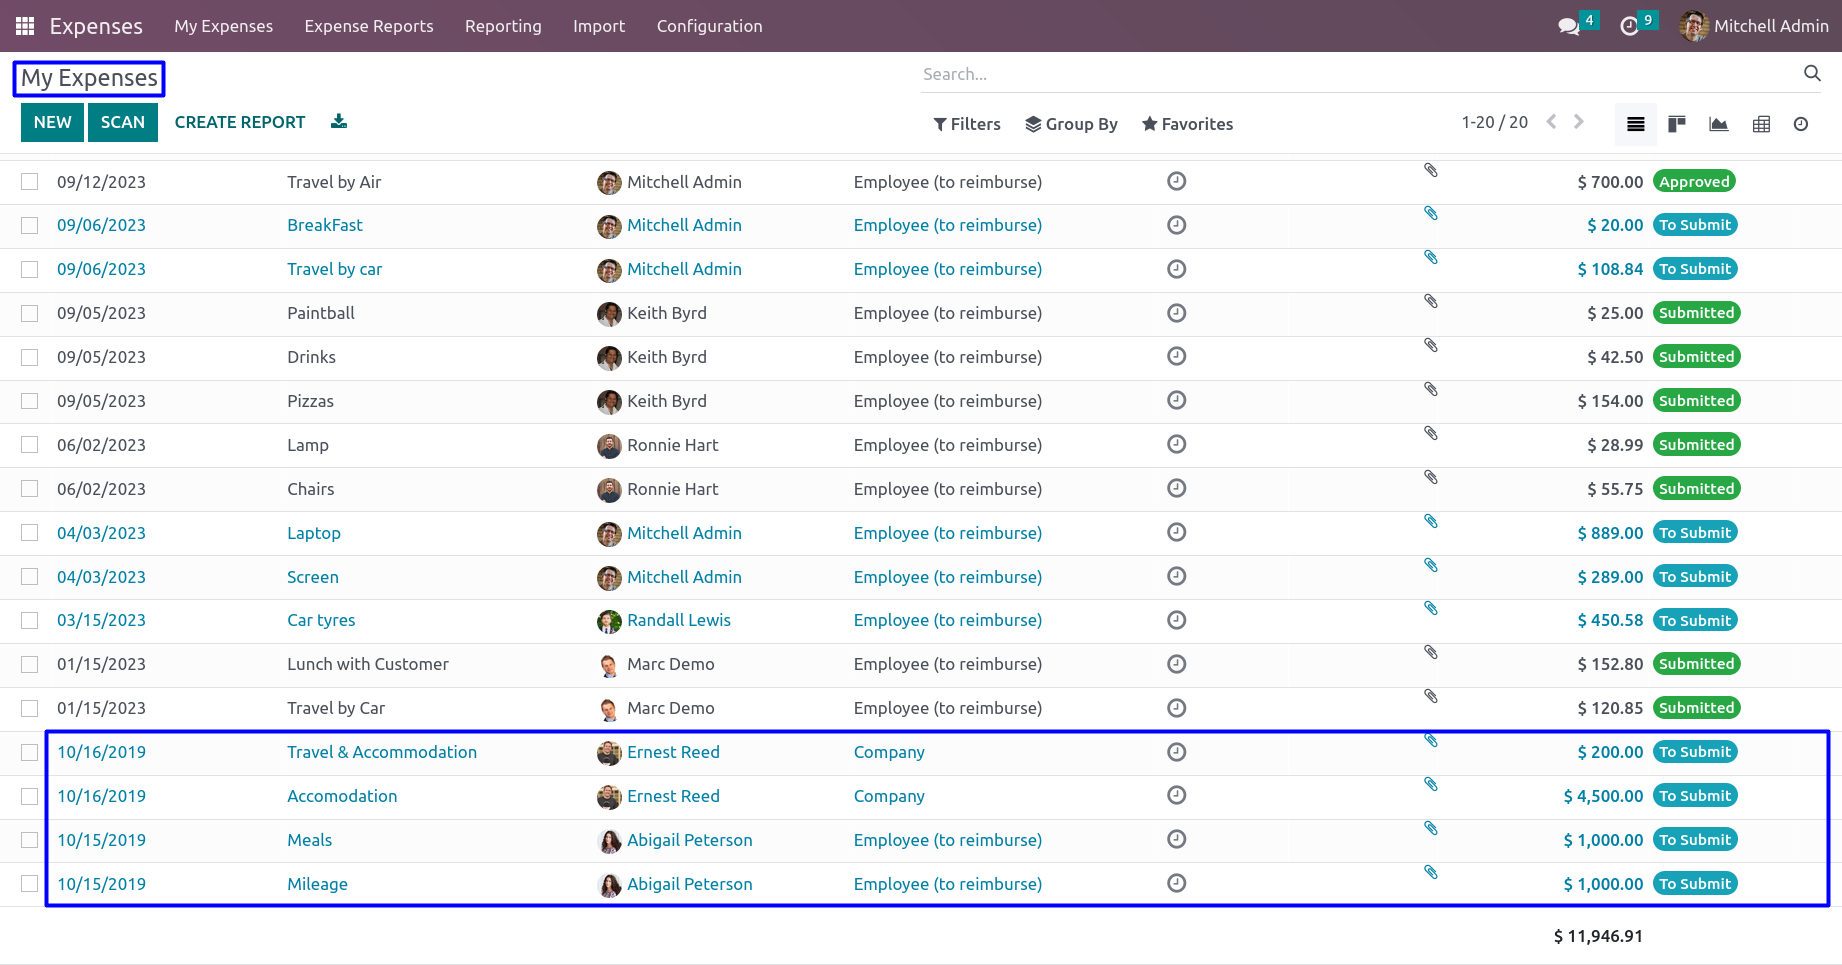 Expenses My Expenses Expense Reports Reporting Import Configuration 4 9 Mitchell Admin
My Expenses Search...
NEW SCAN CREATE REPORT Filters Group By Favorites 1-20 / 20
09/12/2023 Travel by Air Mitchell Admin Employee (to reimburse) $ 700.00 Approved
09/06/2023 BreakFast Mitchell Admin Employee (to reimburse) $ 20.00 To Submit
09/06/2023 Travel by car Mitchell Admin Employee (to reimburse) $ 108.84 To Submit
09/05/2023 Paintball Keith Byrd Employee (to reimburse) $ 25.00 Submitted
09/05/2023 Drinks Keith Byrd Employee (to reimburse) $ 42.50 Submitted
09/05/2023 Pizzas Keith Byrd Employee (to reimburse) $ 154.00 Submitted
06/02/2023 Lamp Ronnie Hart Employee (to reimburse) $ 28.99 Submitted
06/02/2023 Chairs Ronnie Hart Employee (to reimburse) $ 55.75 Submitted
04/03/2023 Laptop Mitchell Admin Employee (to reimburse) $ 889.00 To Submit
04/03/2023 Screen Mitchell Admin Employee (to reimburse) $ 289.00 To Submit
03/15/2023 Car tyres Randall Lewis Employee (to reimburse) $ 450.58 To Submit
01/15/2023 Lunch with Customer Marc Demo Employee (to reimburse) $ 152.80 Submitted
01/15/2023 Travel by Car Marc Demo Employee (to reimburse) $ 120.85 Submitted
10/16/2019 Travel & Accommodation Ernest Reed Company $ 200.00 To Submit
10/16/2019 Accomodation Ernest Reed Company $ 4,500.00 To Submit
10/15/2019 Meals Abigail Peterson Employee (to reimburse) $ 1,000.00 To Submit
10/15/2019 Mileage Abigail Peterson Employee (to reimburse) $ 1,000.00 To Submit
$ 11,946.91